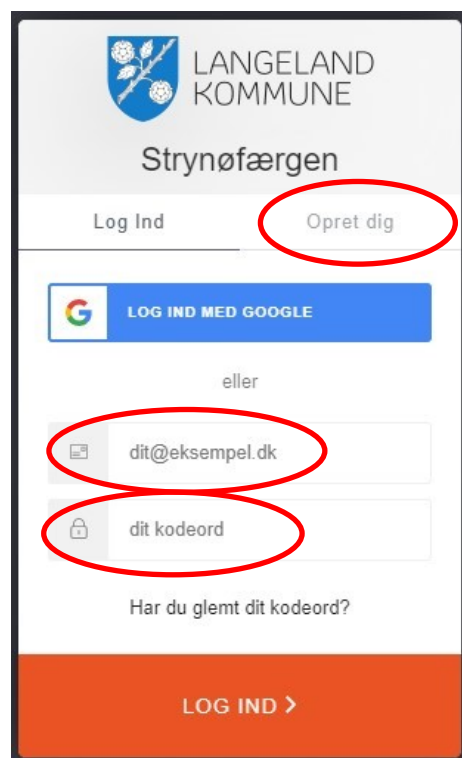 LANGELAND
KOMMUNE
Strynøfærgen
Log Ind
Opret dig
G LOG IND MED GOOGLE
eller
dit@eksempel.dk
dit kodeord
Har du glemt dit kodeord?
LOG IND >